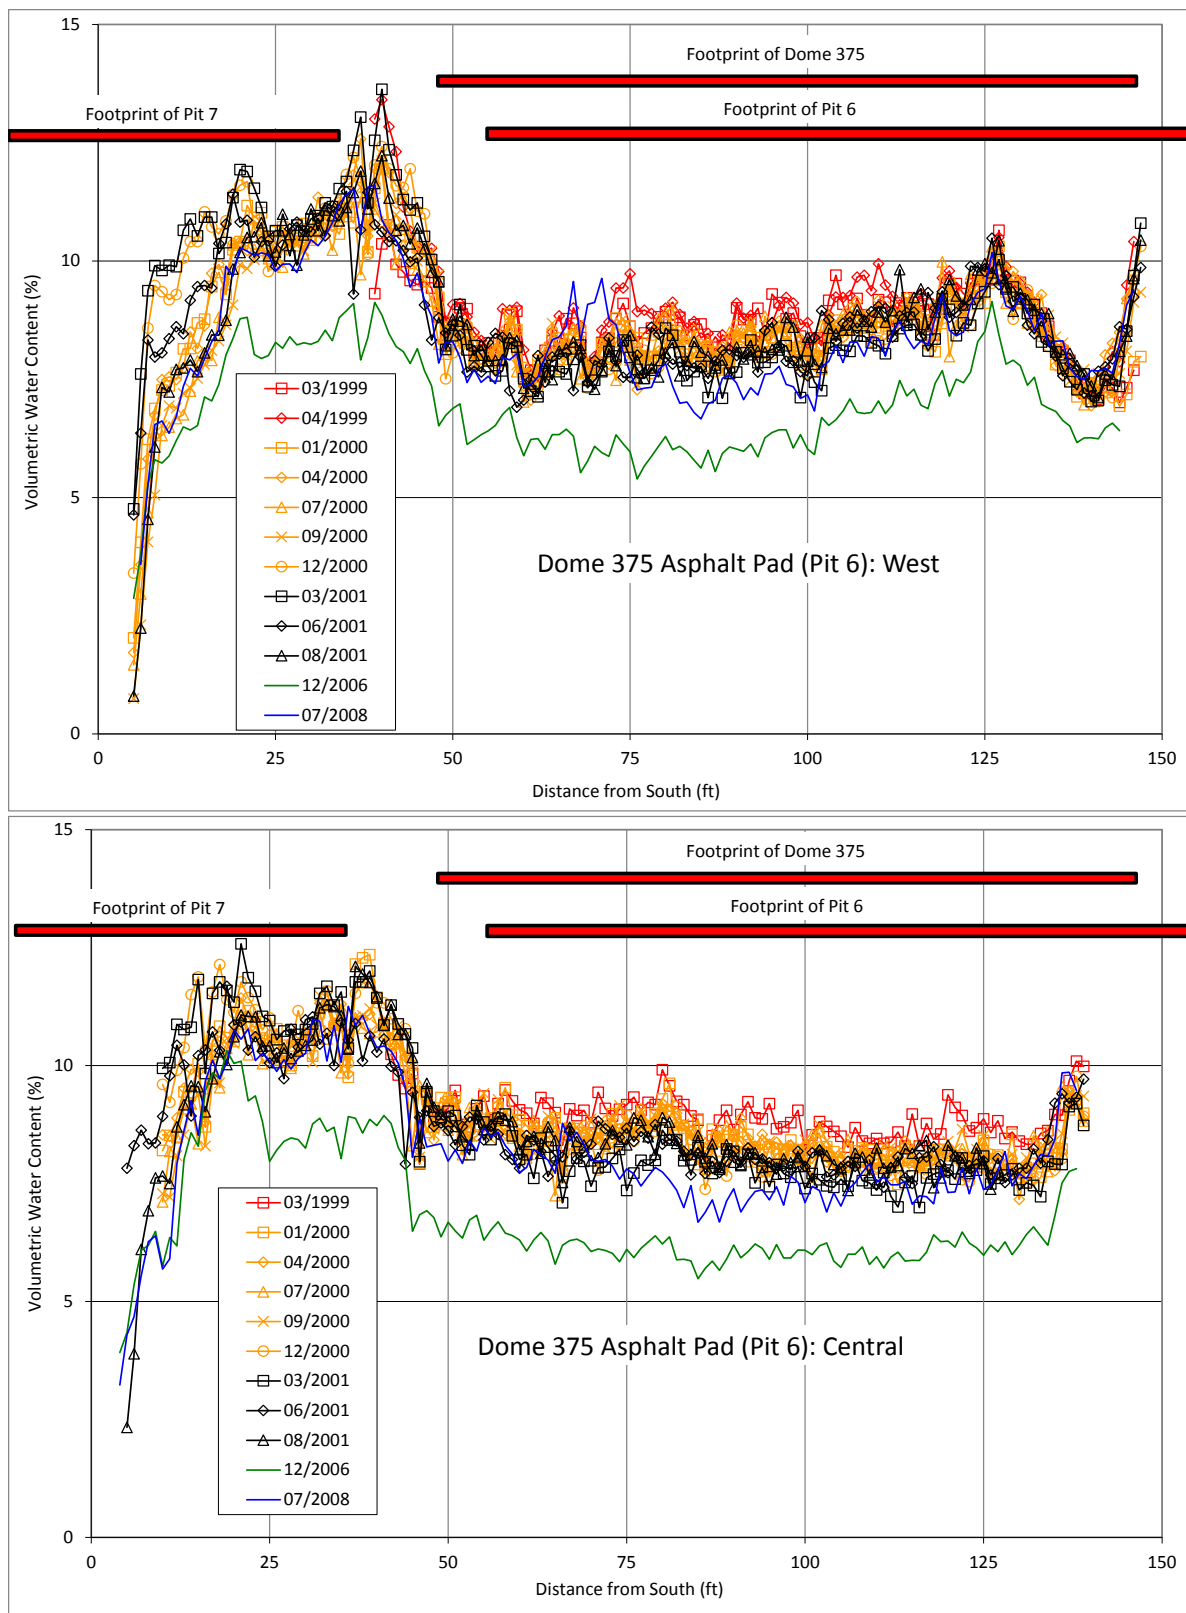 15
Footprint of Dome 375
Footprint of Pit 7
Footprint of Pit 6
10
5
0
Volumetric Water Content (%)
03/1999
04/1999
01/2000
04/2000
07/2000
09/2000
12/2000
03/2001
06/2001
08/2001
12/2006
07/2008
Dome 375 Asphalt Pad (Pit 6): West
0 25 50 75 100 125 150
Distance from South (ft)
15
Footprint of Dome 375
Footprint of Pit 7
Footprint of Pit 6
10
5
0
Volumetric Water Content (%)
03/1999
01/2000
04/2000
07/2000
09/2000
12/2000
03/2001
06/2001
08/2001
12/2006
07/2008
Dome 375 Asphalt Pad (Pit 6): Central
0 25 50 75 100 125 150
Distance from South (ft)